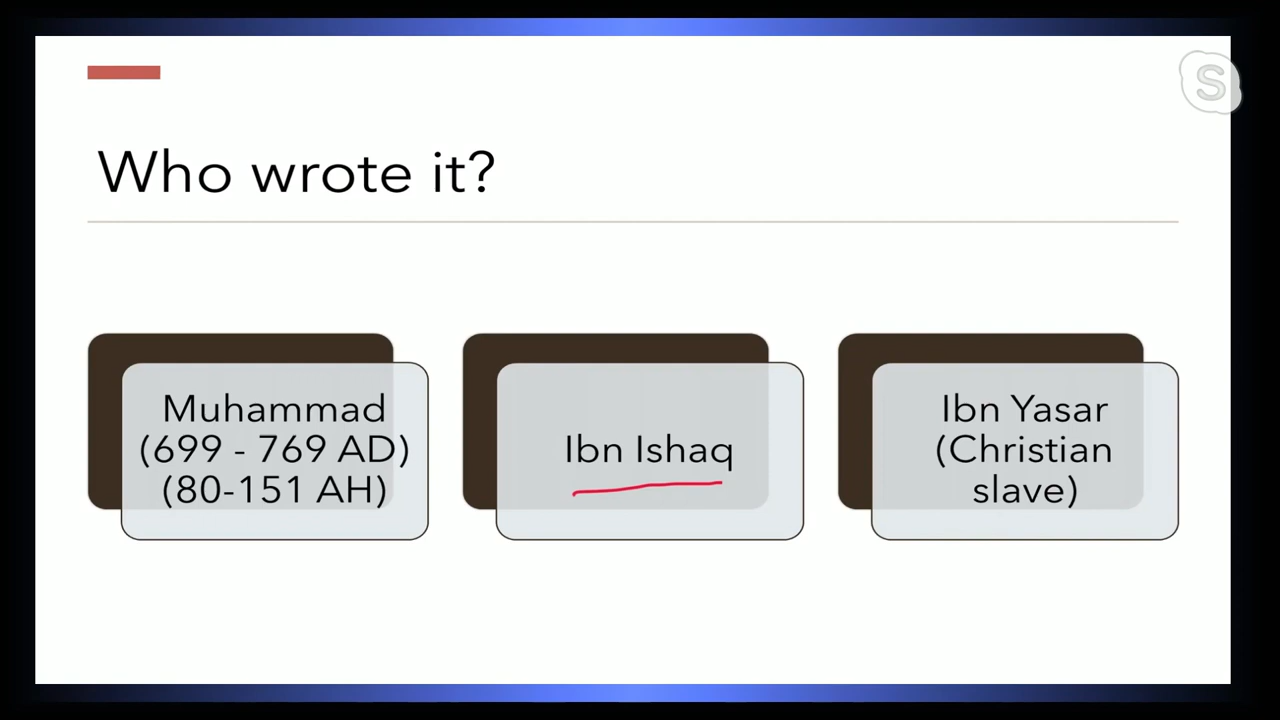 S
Who wrote it?
Muhammad
(699 - 769 AD)
(80-151 AH)
Ibn Ishaq
Ibn Yasar
(Christian
slave)